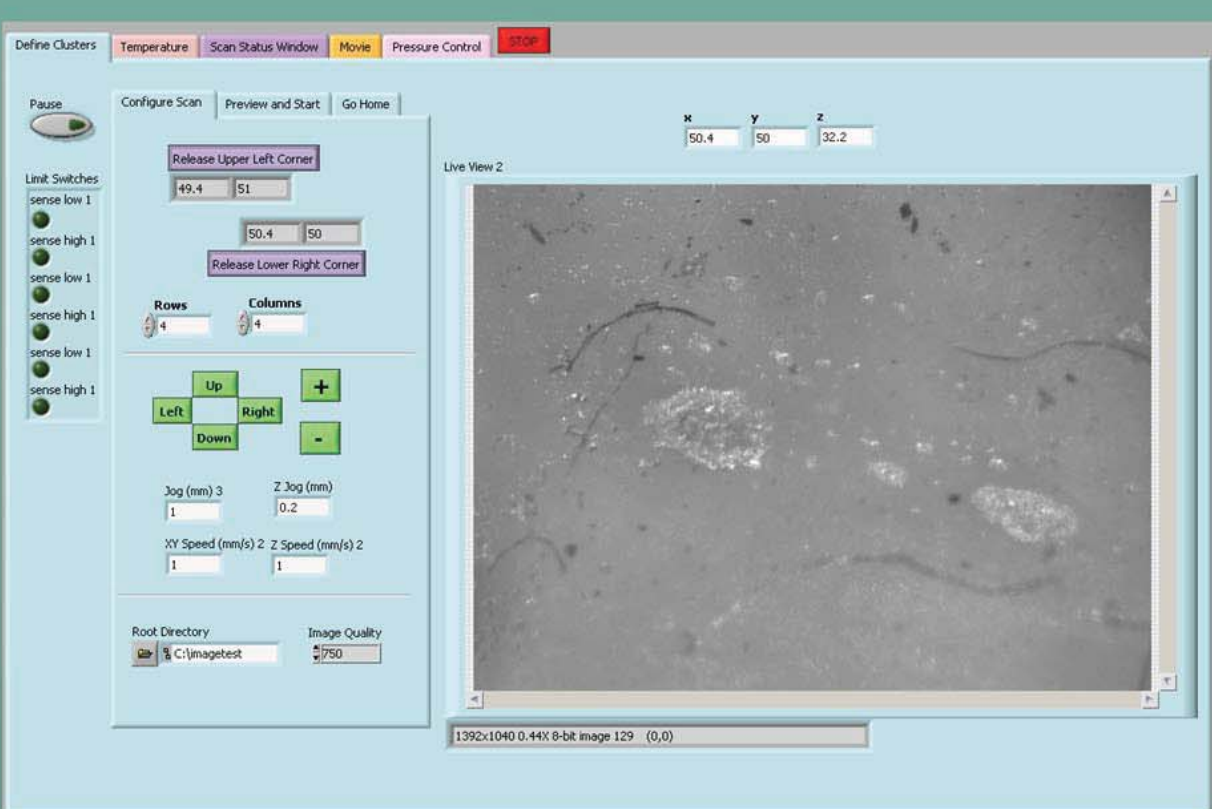 Define Clusters
Temperature
Scan Status Window
Movie
Pressure Control
STOP
Pause
Limit Switches
sense low 1
sense high 1
sense low 1
sense high 1
sense low 1
sense high 1
Configure Scan
Preview and Start
Go Home
Release Upper Left Corner
49.4 51
50.4 50
Release Lower Right Corner
Rows Columns
4 4
Up
Left Right
Down
+
-
Jog (mm) 3 Z Jog (mm)
1 0.2
XY Speed (mm/s) 2 Z Speed (mm/s) 2
1 1
Root Directory Image Quality
C:\imagetest 750
x y z
50.4 50 32.2
Live View 2
1392x1040 0.44X 8-bit image 129 (0,0)